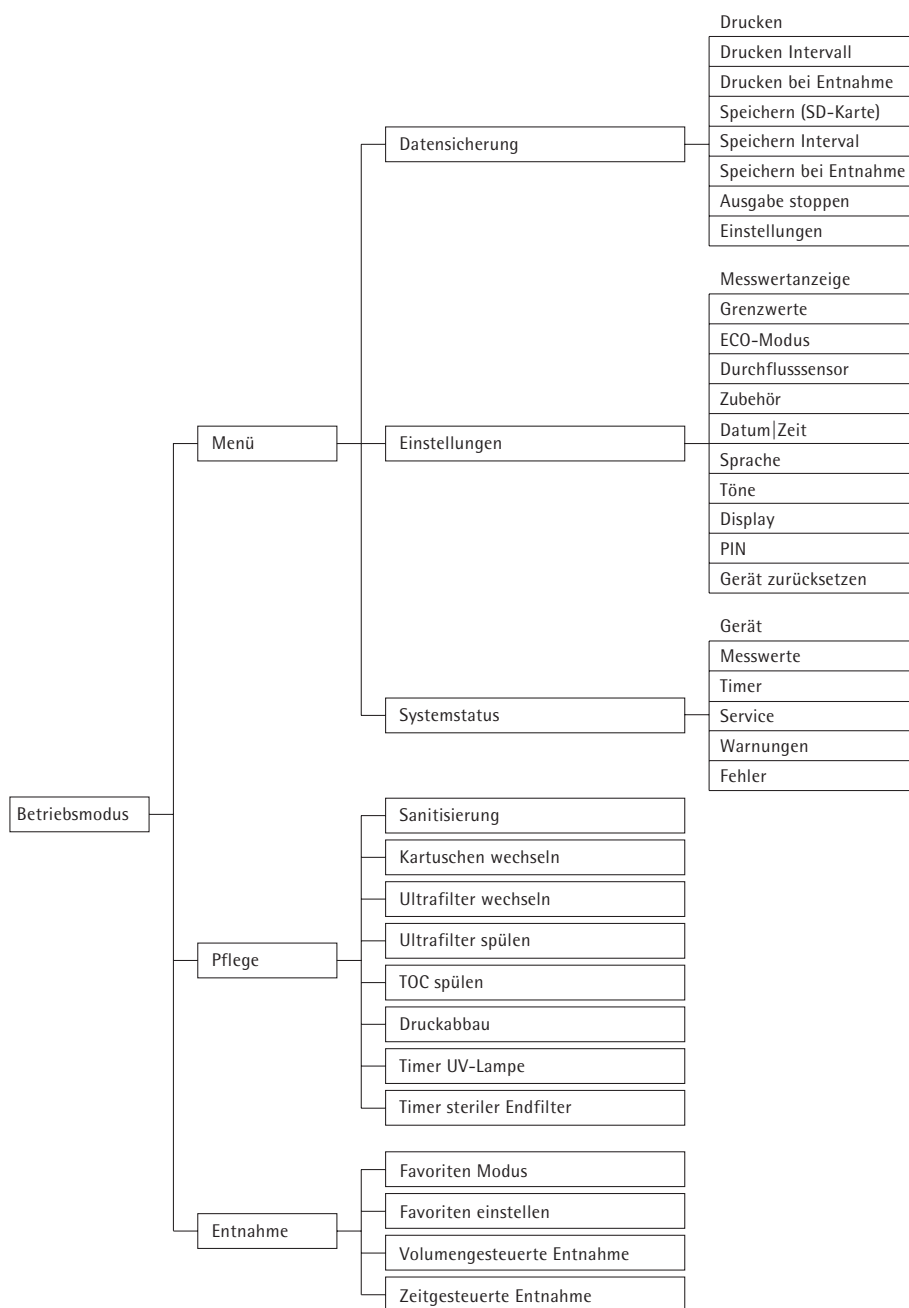 Drucken
Drucken Intervall
Drucken bei Entnahme
Speichern (SD-Karte)
Datensicherung
Speichern Interval
Speichern bei Entnahme
Ausgabe stoppen
Einstellungen
Messwertanzeige
Grenzwerte
ECO-Modus
Durchflusssensor
Zubehör
Datum|Zeit
Menü
Einstellungen
Sprache
Töne
Display
PIN
Gerät zurücksetzen
Gerät
Messwerte
Timer
Systemstatus
Service
Warnungen
Fehler
Betriebsmodus
Sanitisierung
Kartuschen wechseln
Ultrafilter wechseln
Ultrafilter spülen
Pflege
TOC spülen
Druckabbau
Timer UV-Lampe
Timer steriler Endfilter
Favoriten Modus
Favoriten einstellen
Entnahme
Volumengesteuerte Entnahme
Zeitgesteuerte Entnahme